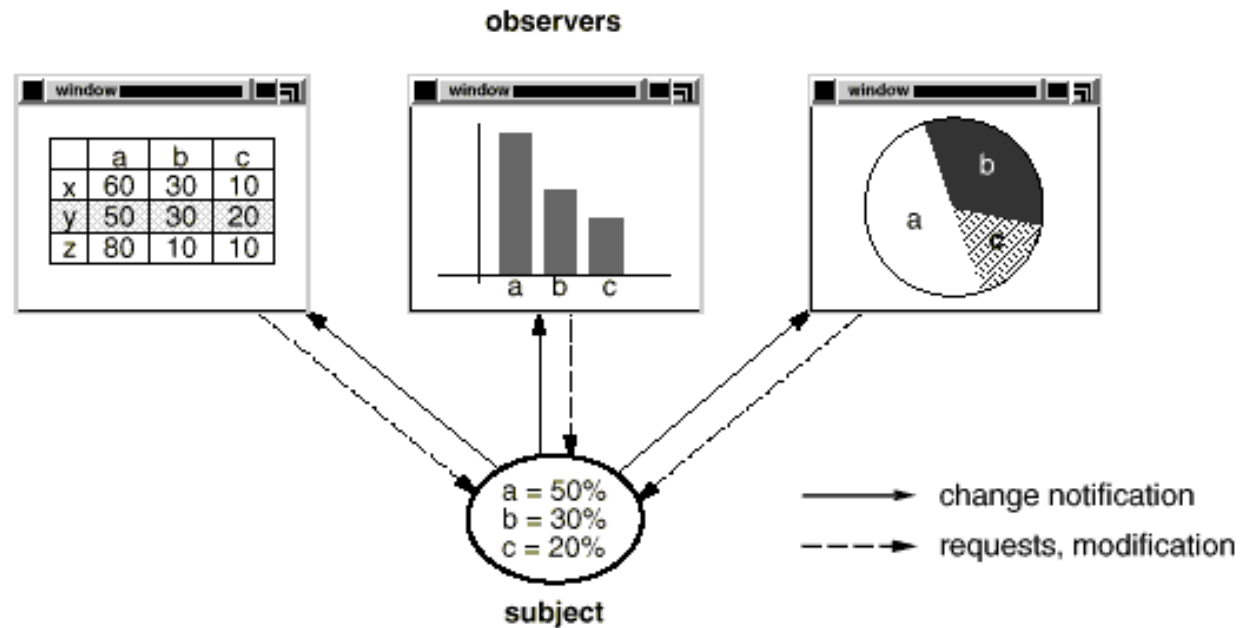 observers
window
window
window
a b c
x 60 30 10
y 50 30 20
z 80 10 10
a b c
a
b
c
a = 50%
b = 30%
c = 20%
subject
change notification
requests, modification